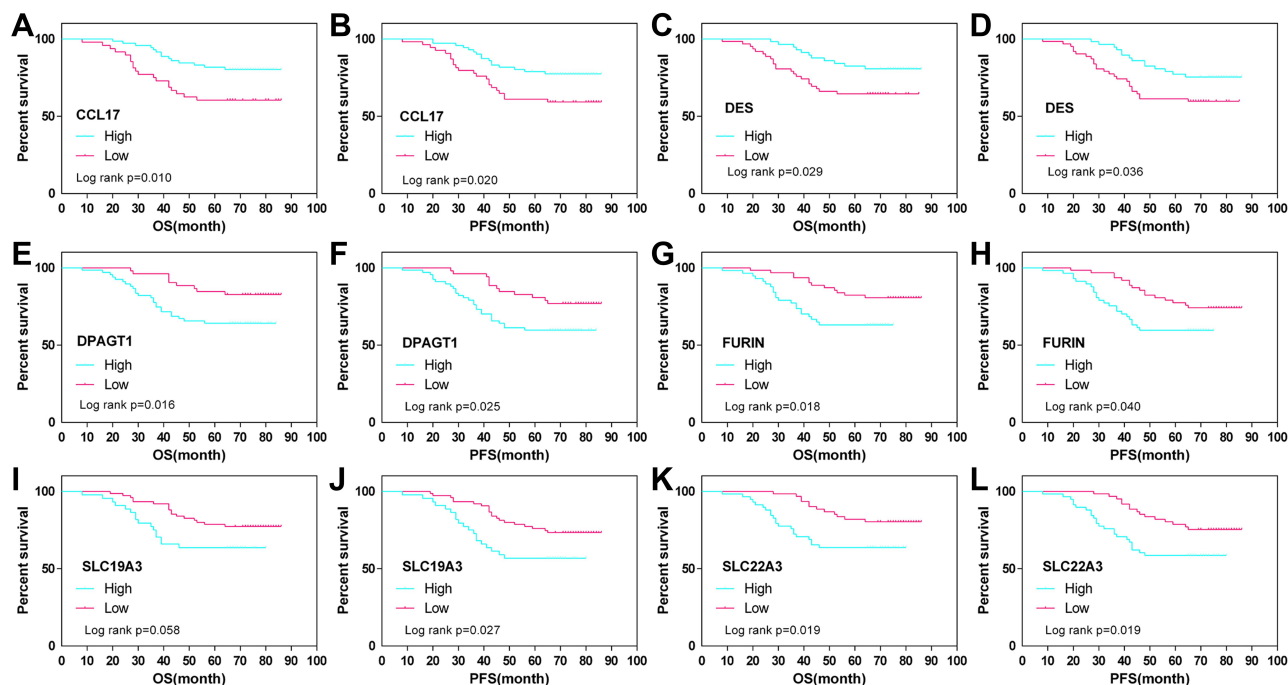 A
Percent survival
100
50
0
CCL17
High
Low
Log rank p=0.010
0 10 20 30 40 50 60 70 80 90 100
OS(month)
B
Percent survival
100
50
0
CCL17
High
Low
Log rank p=0.020
0 10 20 30 40 50 60 70 80 90 100
PFS(month)
C
Percent survival
100
50
0
DES
High
Low
Log rank p=0.029
0 10 20 30 40 50 60 70 80 90 100
OS(month)
D
Percent survival
100
50
0
DES
High
Low
Log rank p=0.036
0 10 20 30 40 50 60 70 80 90 100
PFS(month)
E
Percent survival
100
50
0
DPAGT1
High
Low
Log rank p=0.016
0 10 20 30 40 50 60 70 80 90 100
OS(month)
F
Percent survival
100
50
0
DPAGT1
High
Low
Log rank p=0.025
0 10 20 30 40 50 60 70 80 90 100
PFS(month)
G
Percent survival
100
50
0
FURIN
High
Low
Log rank p=0.018
0 10 20 30 40 50 60 70 80 90 100
OS(month)
H
Percent survival
100
50
0
FURIN
High
Low
Log rank p=0.040
0 10 20 30 40 50 60 70 80 90 100
PFS(month)
I
Percent survival
100
50
0
SLC19A3
High
Low
Log rank p=0.058
0 10 20 30 40 50 60 70 80 90 100
OS(month)
J
Percent survival
100
50
0
SLC19A3
High
Low
Log rank p=0.027
0 10 20 30 40 50 60 70 80 90 100
PFS(month)
K
Percent survival
100
50
0
SLC22A3
High
Low
Log rank p=0.019
0 10 20 30 40 50 60 70 80 90 100
OS(month)
L
Percent survival
100
50
0
SLC22A3
High
Low
Log rank p=0.019
0 10 20 30 40 50 60 70 80 90 100
PFS(month)